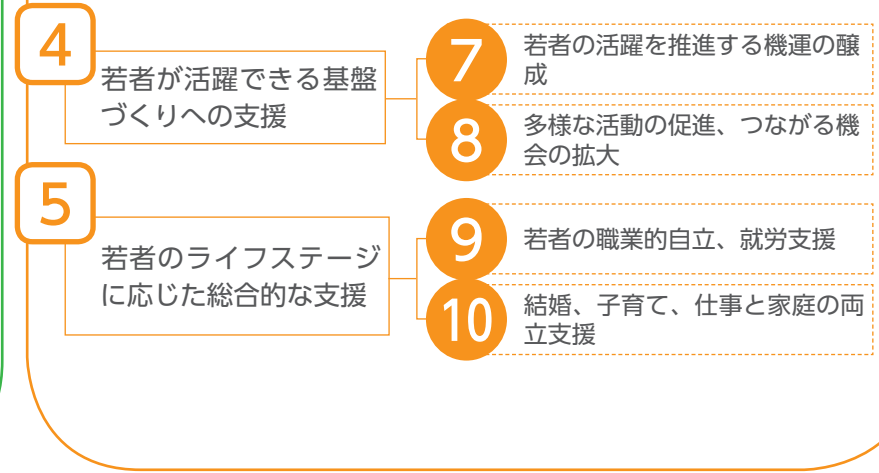 4
若者が活躍できる基盤
づくりへの支援
7
若者の活躍を推進する機運の醸
成
8
多様な活動の促進、つながる機
会の拡大
5
若者のライフステージ
に応じた総合的な支援
9
若者の職業的自立、就労支援
10
結婚、子育て、仕事と家庭の両
立支援